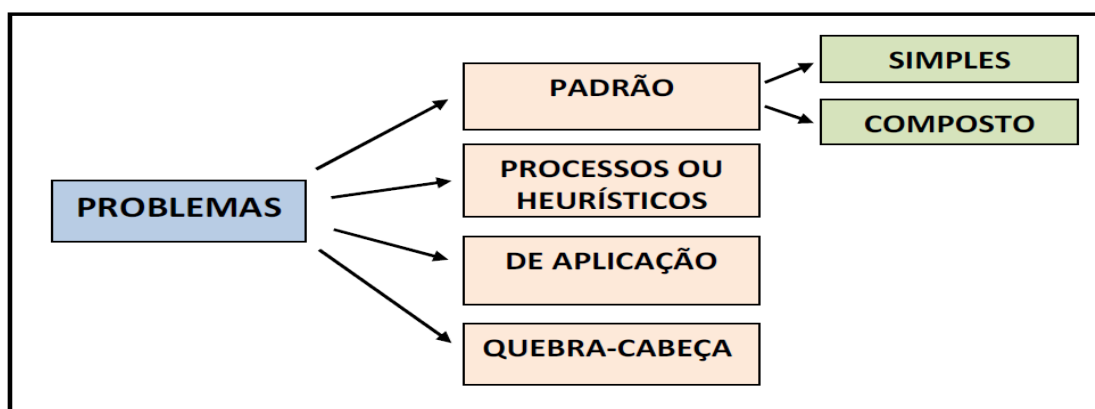 PROBLEMAS
PADRÃO
SIMPLES
COMPOSTO
PROCESSOS OU
HEURÍSTICOS
DE APLICAÇÃO
QUEBRA-CABEÇA